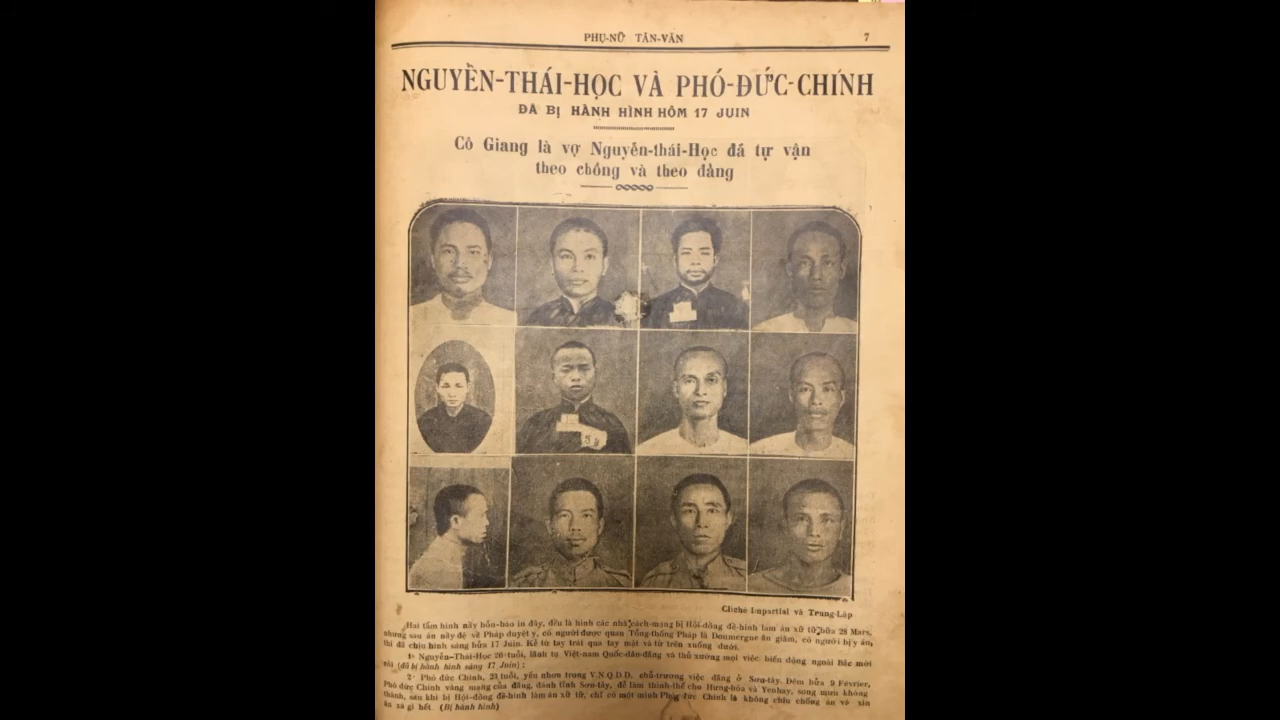 PHỤ-NỮ TÂN-VĂN 7
NGUYỄN-THÁI-HỌC VÀ PHÓ-ĐỨC-CHÍNH
ĐÃ BỊ HÀNH HÌNH HÔM 17 JUIN
Cô Giang là vợ Nguyễn-thái-Học đã tự vận
theo chồng và theo đảng
Cliché Impartial và Trung-Lập
Hai tấm hình nầy bổn-báo in đây, đều là hình các nhà cách-mạng bị Hội-đồng đề-hình làm án xử tử bữa 28 Mars,
nhưng sau án nầy đệ về Pháp duyệt y, có người được quan Tổng-thống Pháp là Doumergue ân giảm, có người bị y án,
thì đã chịu hình sáng bữa 17 Juin. Kể từ tay trái qua tay mặt và từ trên xuống dưới.
1· Nguyễn-Thái-Học 26 tuổi, lãnh tụ Việt-nam Quốc-dân-đảng và thủ xướng mọi việc biến động ngoài Bắc mới
rồi (đã bị hành hình sáng 17 Juin) ;
2· Phó đức Chính, 23 tuổi, yếu nhơn trong V.N.Q.D.D. chủ-trương việc đảng ở Sơn-tây. Đêm bữa 9 Février,
Phó đức Chính vâng mạng của đảng, đánh tỉnh Sơn-tây, để làm thinh-thế cho Hưng-hóa và Yenbay, song mưu không
thành, sau khi bị Hội-đồng đề-hình làm án xử tử, chỉ có một mình Phó đức Chính là không chịu chống án và xin
ân xá gì hết. (Bị hành hình)